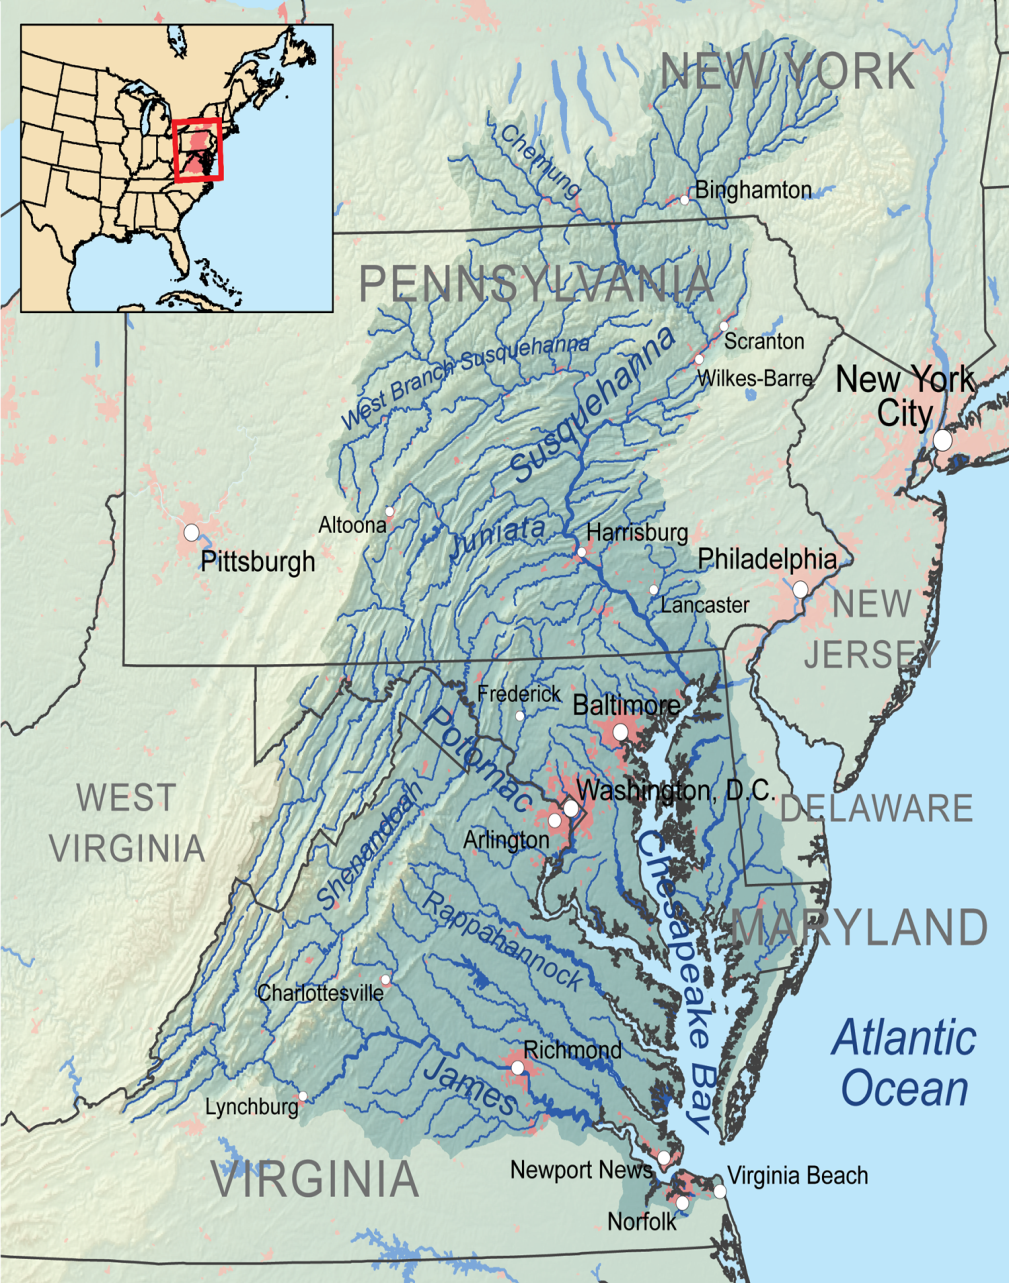 NEW YORK
Chemung
Binghamton
PENNSYLVANIA
Scranton
West Branch Susquehanna
Susquehanna
Wilkes-Barre
New York
City
Altoona
Juniata
Harrisburg
Pittsburgh
Philadelphia
Lancaster
NEW
JERSEY
Frederick
Baltimore
Potomac
WEST
VIRGINIA
Washington, D.C.
DELAWARE
Arlington
Shenandoah
Chesapeake Bay
Rappahannock
MARYLAND
Charlottesville
Atlantic
Ocean
Richmond
James
Lynchburg
VIRGINIA
Newport News
Virginia Beach
Norfolk